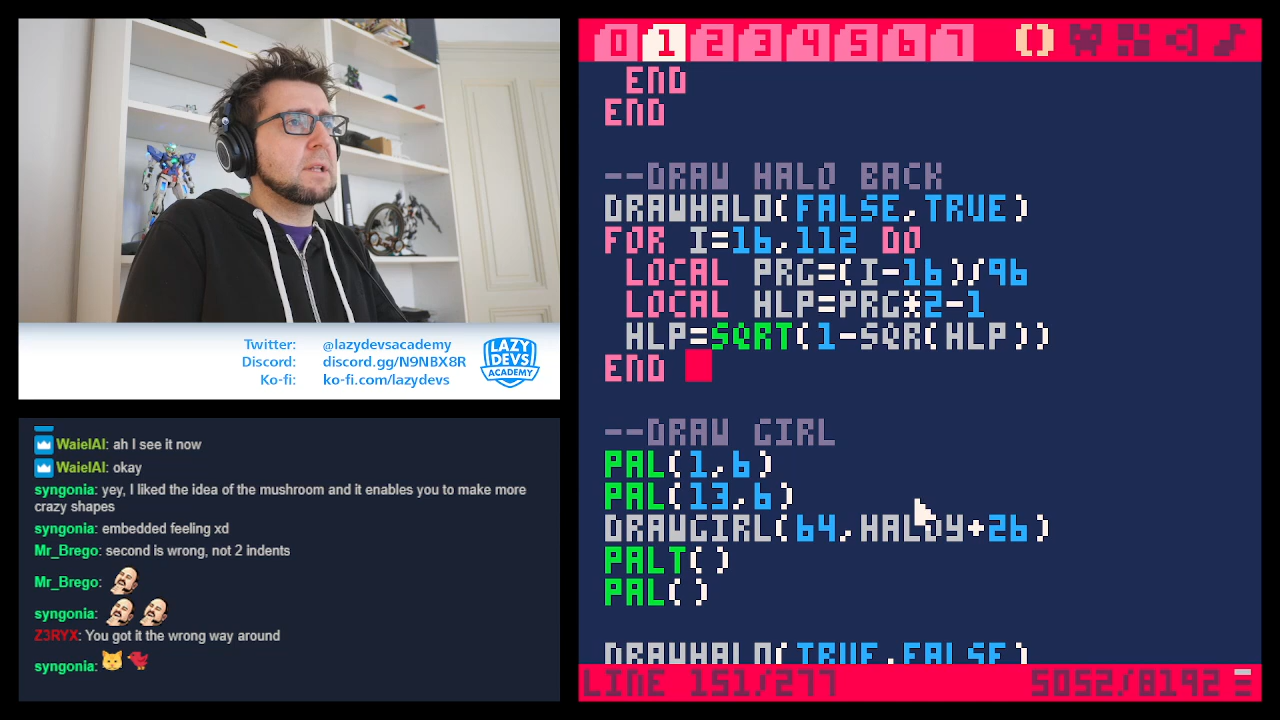 Twitter: @lazydevsacademy
Discord: discord.gg/N9NBX8R
Ko-fi: ko-fi.com/lazydevs
LAZY
DEVS
ACADEMY
WaielAI: ah I see it now
WaielAI: okay
syngonia: yey, I liked the idea of the mushroom and it enables you to make more
crazy shapes
syngonia: embedded feeling xd
Mr_Brego: second is wrong, not 2 indents
Mr_Brego:
syngonia:
Z3RYX: You got it the wrong way around
syngonia:
0 1 2 3 4 5 6 7 ()
END
END
--DRAW HALO BACK
DRAWHALO(FALSE,TRUE)
FOR I=16,112 DO
LOCAL PRG=(I-16)/96
LOCAL HLP=PRG*2-1
HLP=SQRT(1-SQR(HLP))
END
--DRAW GIRL
PAL(1,6)
PAL(13,6)
DRAWGIRL(64,HALOY+26)
PALT()
PAL()
DRAWHALO(TRUE,FALSE)
LINE 151/277 5052/8192